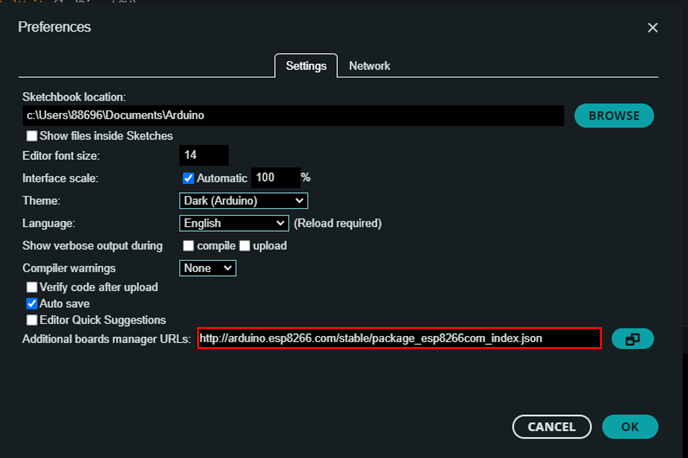 Preferences
Settings Network
Sketchbook location:
c:\Users\88696\Documents\Arduino BROWSE
Show files inside Sketches
Editor font size: 14
Interface scale: Automatic 100 %
Theme: Dark (Arduino)
Language: English (Reload required)
Show verbose output during compile upload
Compiler warnings None
Verify code after upload
Auto save
Editor Quick Suggestions
Additional boards manager URLs: http://arduino.esp8266.com/stable/package_esp8266com_index.json
CANCEL OK